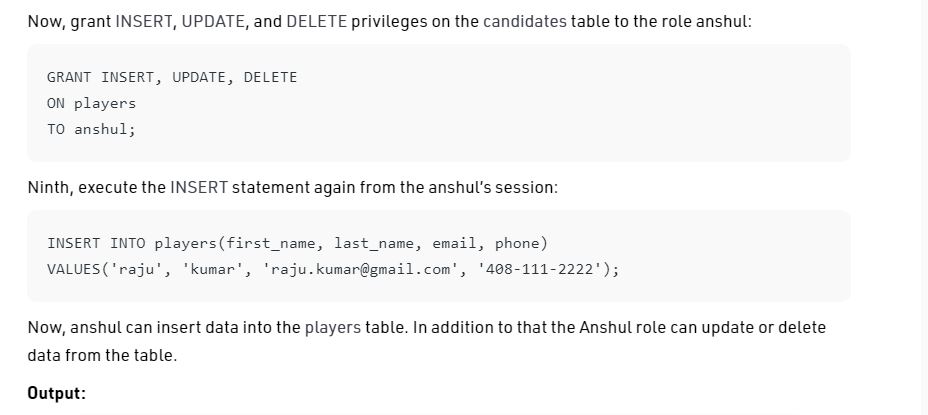 Now, grant INSERT, UPDATE, and DELETE privileges on the candidates table to the role anshul:
GRANT INSERT, UPDATE, DELETE
ON players
TO anshul;
Ninth, execute the INSERT statement again from the anshul’s session:
INSERT INTO players(first_name, last_name, email, phone)
VALUES('raju', 'kumar', 'raju.kumar@gmail.com', '408-111-2222');
Now, anshul can insert data into the players table. In addition to that the Anshul role can update or delete
data from the table.
Output: